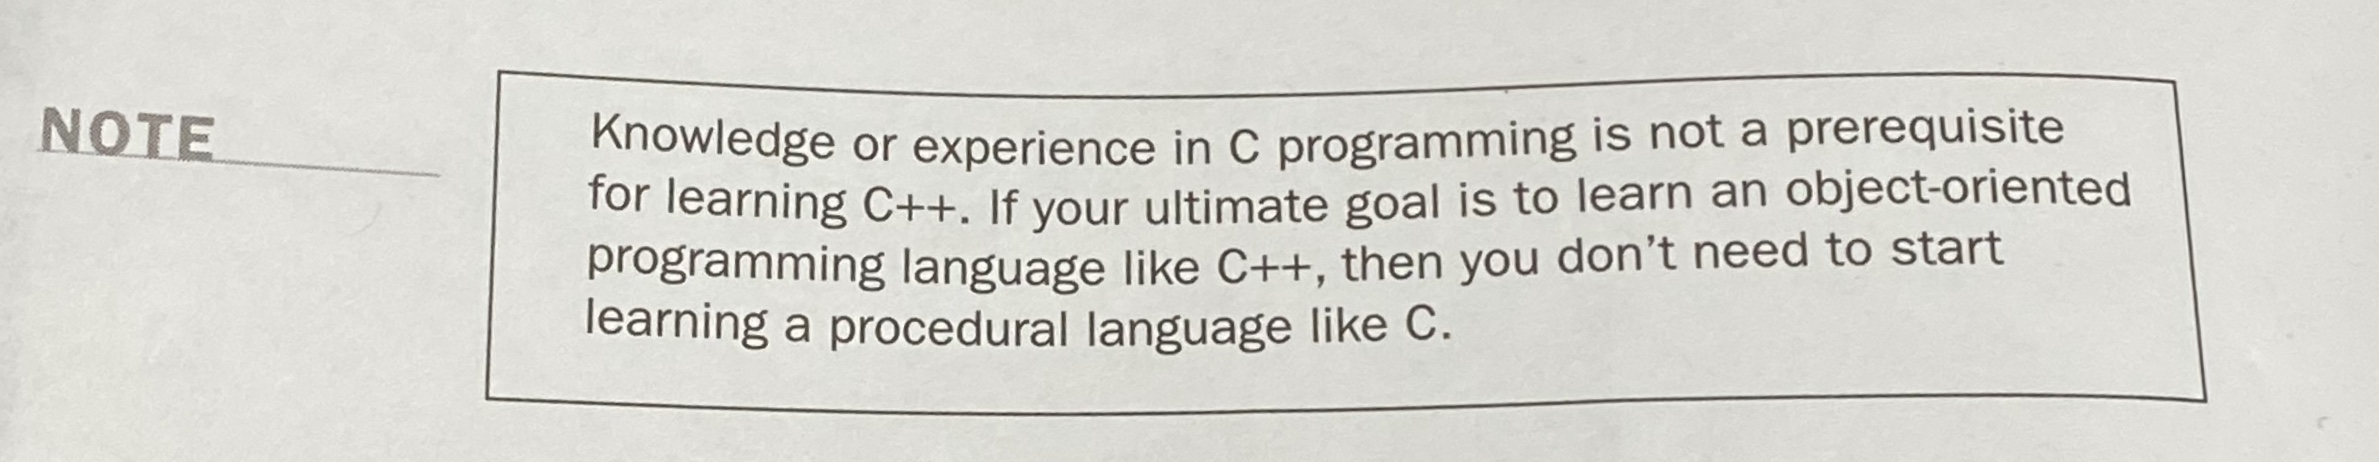 NOTE
Knowledge or experience in C programming is not a prerequisite
for learning C++. If your ultimate goal is to learn an object-oriented
programming language like C++, then you don't need to start
learning a procedural language like C.